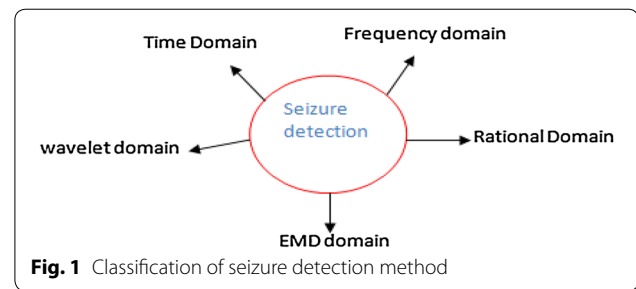 Time Domain
Frequency domain
Seizure
detection
wavelet domain
Rational Domain
EMD domain
Fig. 1 Classification of seizure detection method